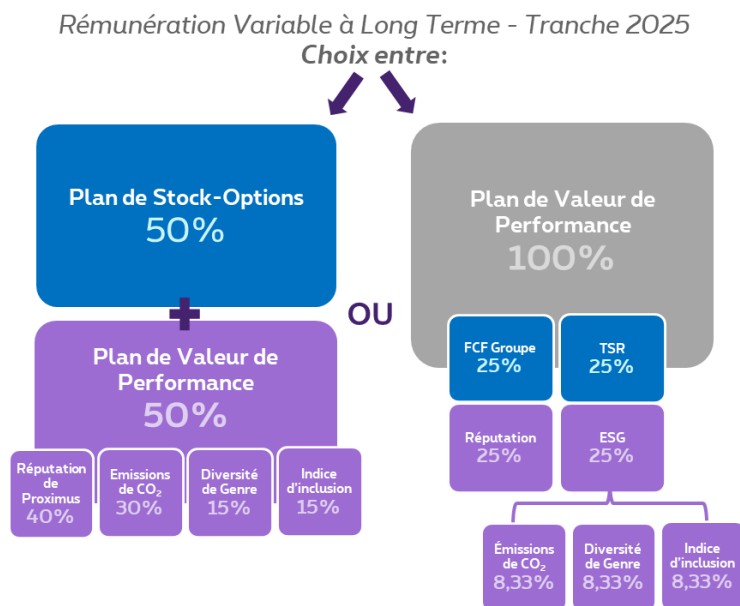 Rémunération Variable à Long Terme - Tranche 2025
Choix entre:
Plan de Stock-Options
50%
+
Plan de Valeur de
Performance
50%
Réputation
de
Proximus
40%
Emissions
de CO₂
30%
Diversité
de Genre
15%
Indice
d'inclusion
15%
OU
Plan de Valeur de
Performance
100%
FCF Groupe
25%
TSR
25%
Réputation
25%
ESG
25%
Émissions
de CO₂
8,33%
Diversité
de Genre
8,33%
Indice
d'inclusion
8,33%